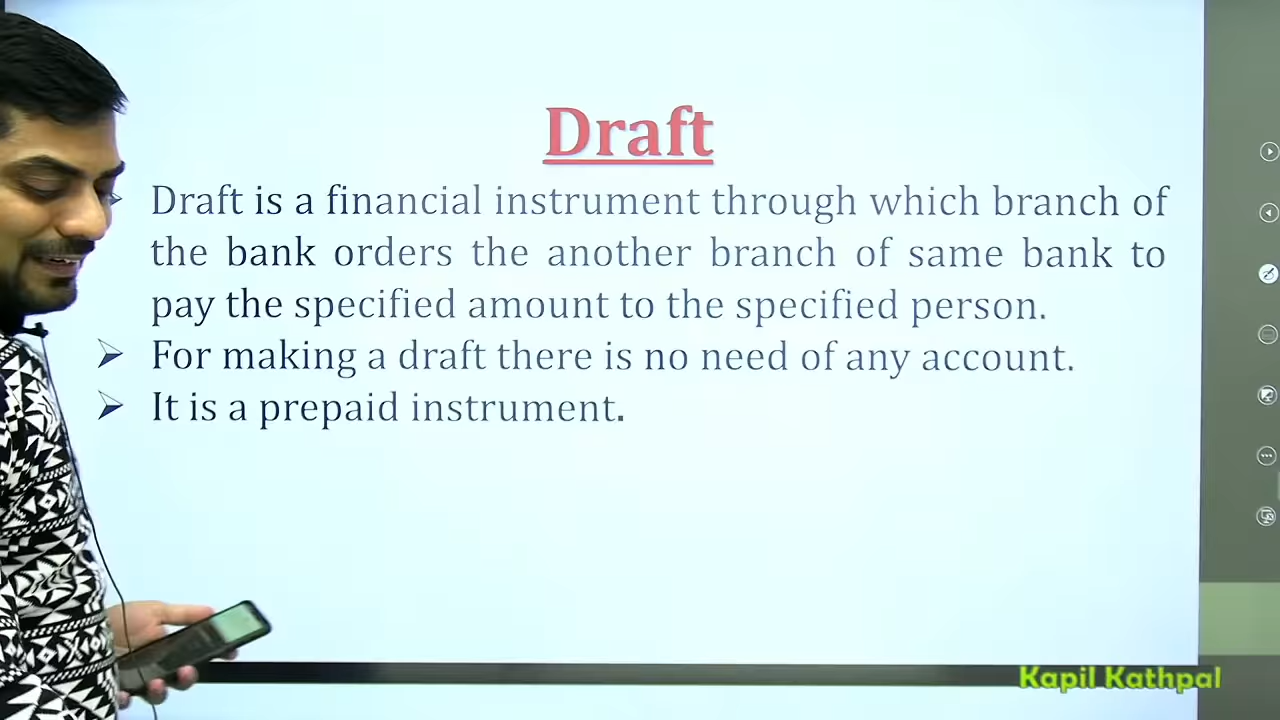 Draft
Draft is a financial instrument through which branch of
the bank orders the another branch of same bank to
pay the specified amount to the specified person.
For making a draft there is no need of any account.
It is a prepaid instrument.
Kapil Kathpal